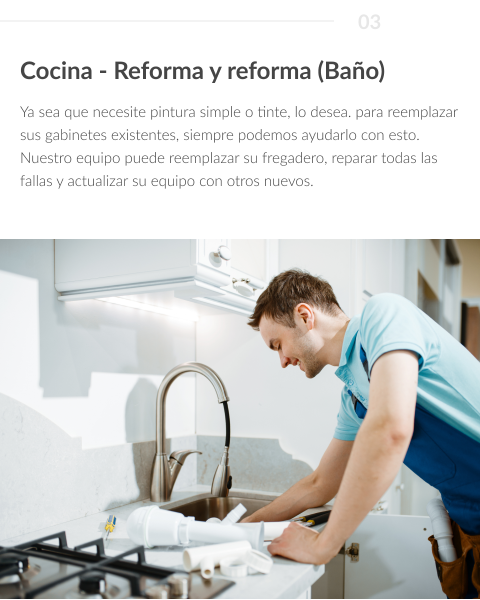 03
Cocina - Reforma y reforma (Baño)
Ya sea que necesite pintura simple o tinte, lo desea. para reemplazar
sus gabinetes existentes, siempre podemos ayudarlo con esto.
Nuestro equipo puede reemplazar su fregadero, reparar todas las
fallas y actualizar su equipo con otros nuevos.